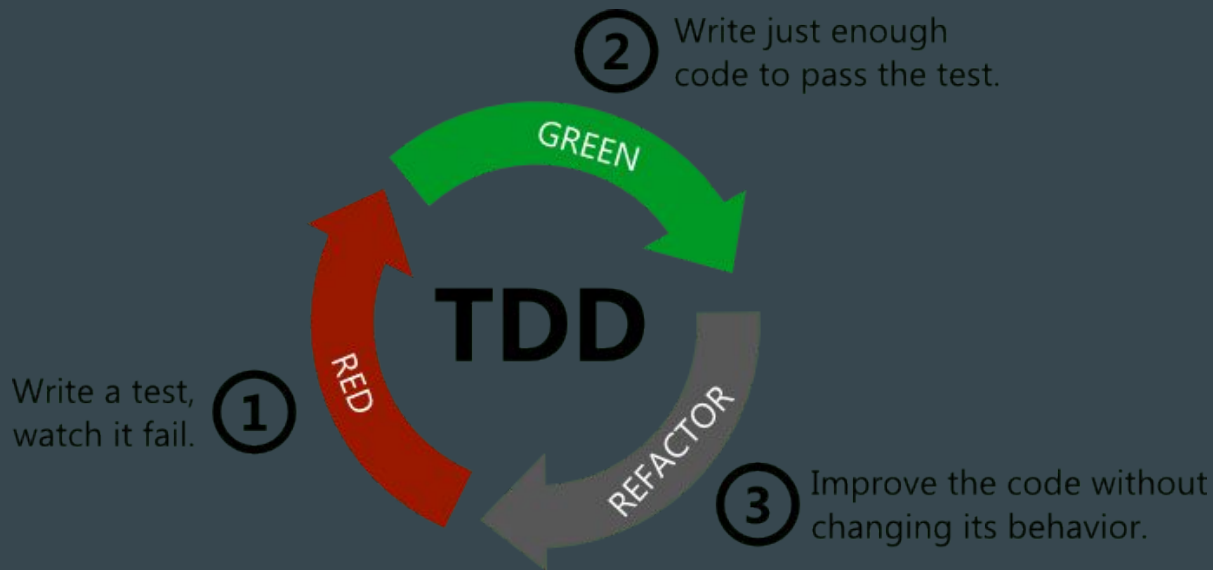 2
Write just enough
code to pass the test.
GREEN
TDD
RED
Write a test,
watch it fail.
1
REFACTOR
3
Improve the code without
changing its behavior.